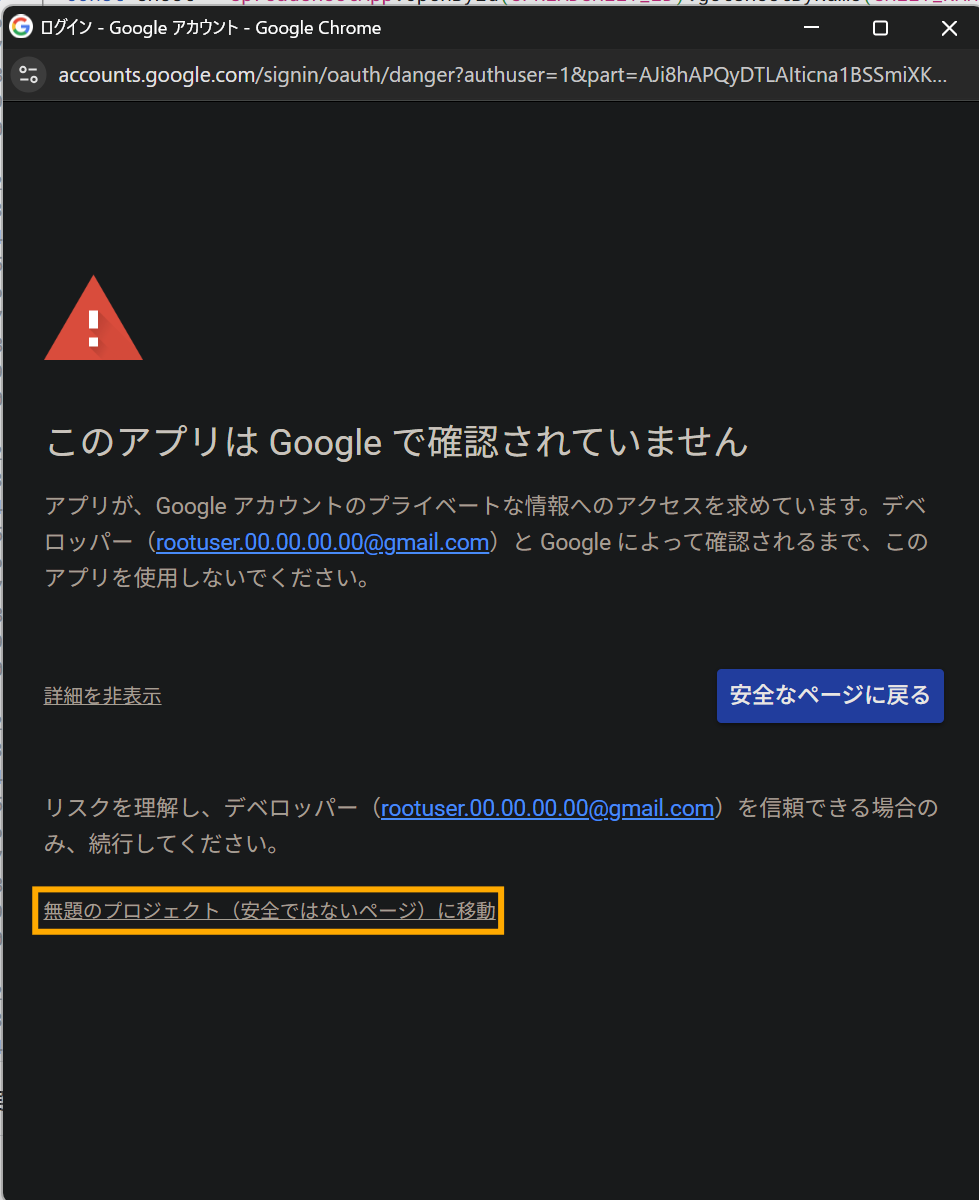 ログイン - Google アカウント - Google Chrome
accounts.google.com/signin/oauth/danger?authuser=1&part=AJi8hAPQyDTLAIticna1BSSmiXK...
このアプリは Google で確認されていません
アプリが、Google アカウントのプライベートな情報へのアクセスを求めています。デベ
ロッパー（rootuser.00.00.00.00@gmail.com）と Google によって確認されるまで、この
アプリを使用しないでください。
詳細を非表示
安全なページに戻る
リスクを理解し、デベロッパー（rootuser.00.00.00.00@gmail.com）を信頼できる場合の
み、続行してください。
無題のプロジェクト（安全ではないページ）に移動